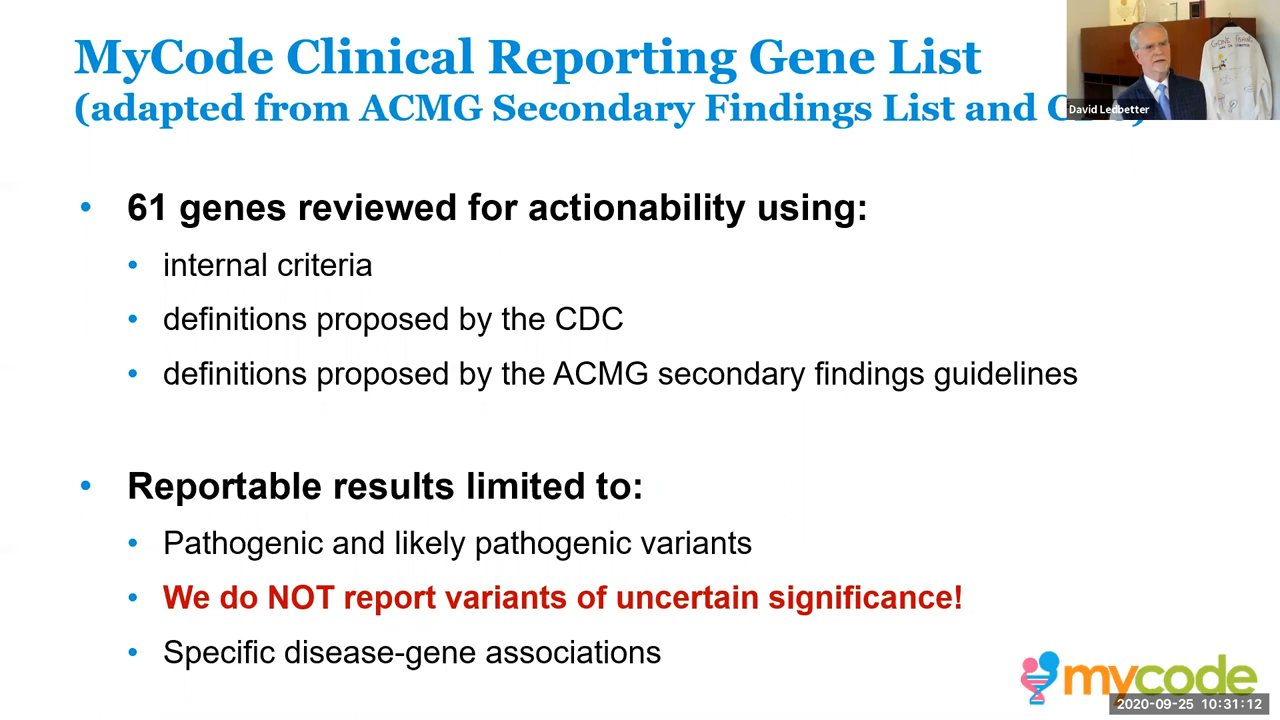 MyCode Clinical Reporting Gene List
(adapted from ACMG Secondary Findings List and
David Ledbetter
• 61 genes reviewed for actionability using:
• internal criteria
• definitions proposed by the CDC
• definitions proposed by the ACMG secondary findings guidelines
• Reportable results limited to:
• Pathogenic and likely pathogenic variants
• We do NOT report variants of uncertain significance!
• Specific disease-gene associations
mycode
2020-09-25 10:31:12